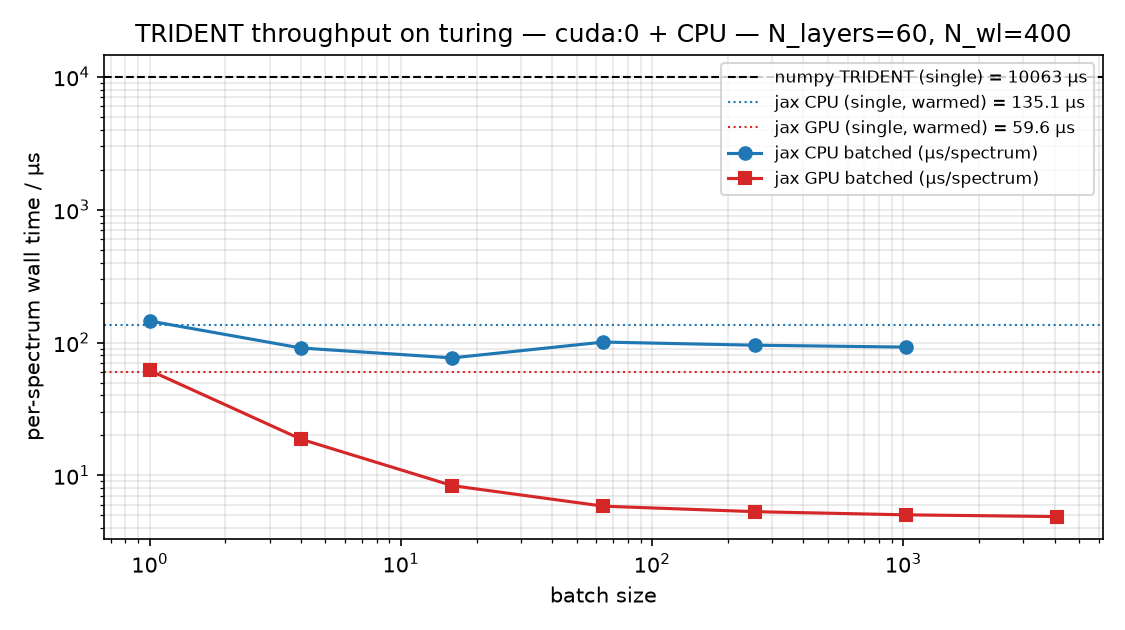 TRIDENT throughput on turing — cuda:0 + CPU — N_layers=60, N_wl=400
numpy TRIDENT (single) = 10063 µs
jax CPU (single, warmed) = 135.1 µs
jax GPU (single, warmed) = 59.6 µs
jax CPU batched (µs/spectrum)
jax GPU batched (µs/spectrum)
per-spectrum wall time / µs
10⁴
10³
10²
10¹
10⁰ 10¹ 10² 10³
batch size